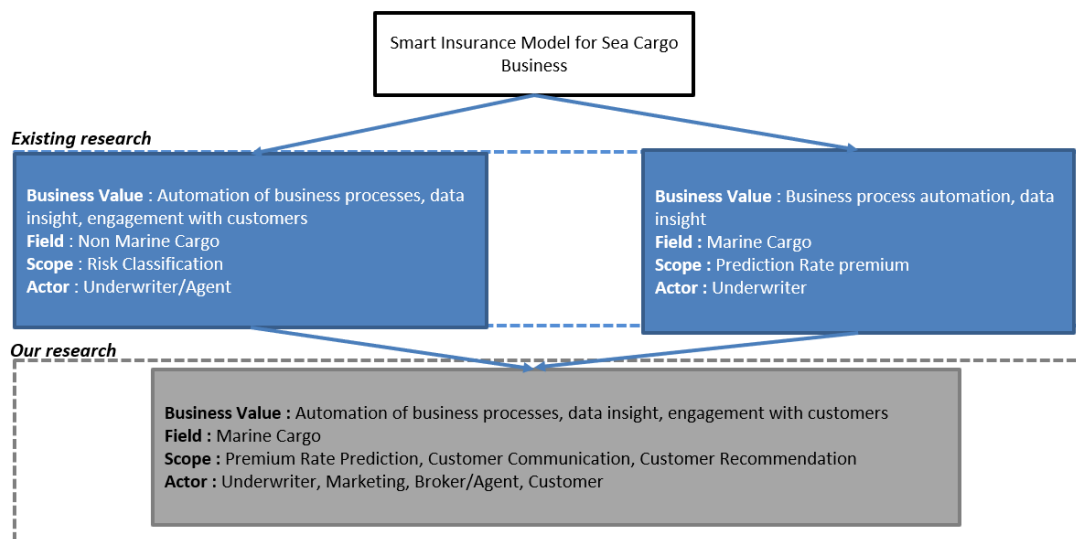 Smart Insurance Model for Sea Cargo
Business
Existing research
Business Value : Automation of business processes, data
insight, engagement with customers
Field : Non Marine Cargo
Scope : Risk Classification
Actor : Underwriter/Agent
Business Value : Business process automation, data
insight
Field : Marine Cargo
Scope : Prediction Rate premium
Actor : Underwriter
Our research
Business Value : Automation of business processes, data insight, engagement with customers
Field : Marine Cargo
Scope : Premium Rate Prediction, Customer Communication, Customer Recommendation
Actor : Underwriter, Marketing, Broker/Agent, Customer